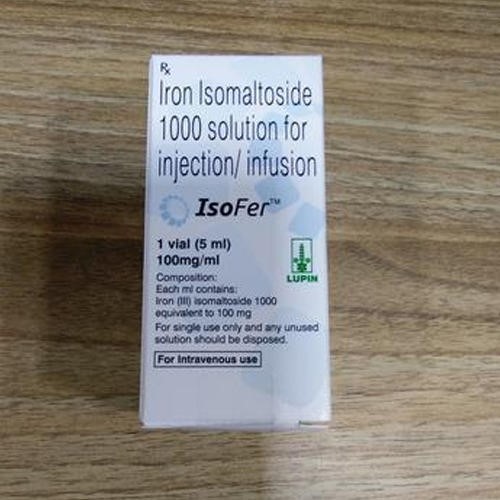 Rx
Iron Isomaltoside
1000 solution for
injection/ infusion
IsoFer™
1 vial (5 ml)
100mg/ml
LUPIN
Composition:
Each ml contains:
Iron (III) isomaltoside 1000
equivalent to 100 mg
For single use only and any unused
solution should be disposed.
For Intravenous use